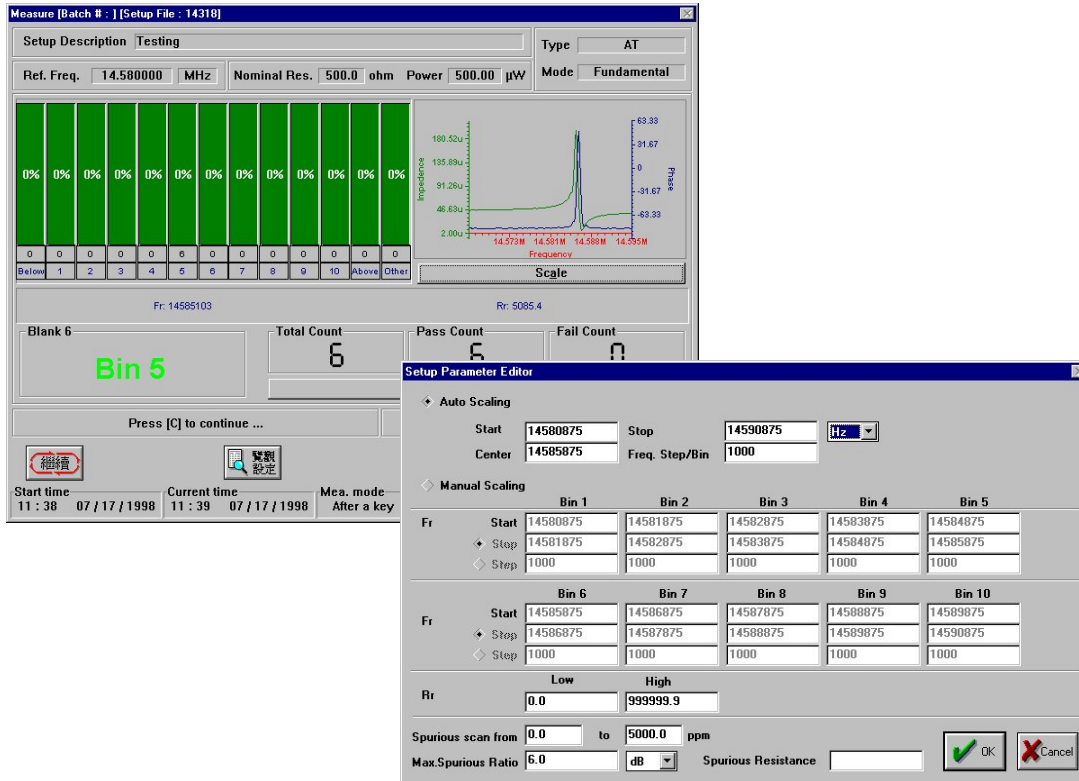 Measure [Batch # : ] [Setup File : 14318]
Setup Description Testing
Type AT
Ref. Freq. 14.580000 MHz Nominal Res. 500.0 ohm Power 500.00 µW Mode Fundamental
0% 0% 0% 0% 0% 0% 0% 0% 0% 0% 0% 0% 0%
0 0 0 0 0 6 0 0 0 0 0 0 0
Below 1 2 3 4 5 6 7 8 9 10 Above Other
Impedence
180.52u
135.89u
91.26u
46.63u
2.00u
63.33
31.67
0
-31.67
-63.33
Phase
14.573M 14.581M 14.588M 14.595M
Frequency
Scale
Fr: 14585103 Rr: 5085.4
Blank 6
Bin 5
Total Count
6
Pass Count
6
Fail Count
0
Press [C] to continue ...
繼續
設定
Start time
11 : 38 07 / 17 / 1998
Current time
11 : 39 07 / 17 / 1998
Mea. mode
After a key
Setup Parameter Editor
Auto Scaling
Start 14580875 Stop 14590875 Hz
Center 14585875 Freq. Step/Bin 1000
Manual Scaling
Bin 1 Bin 2 Bin 3 Bin 4 Bin 5
Fr Start 14580875 14581875 14582875 14583875 14584875
Stop 14581875 14582875 14583875 14584875 14585875
Step 1000 1000 1000 1000 1000
Bin 6 Bin 7 Bin 8 Bin 9 Bin 10
Fr Start 14585875 14586875 14587875 14588875 14589875
Stop 14586875 14587875 14588875 14589875 14590875
Step 1000 1000 1000 1000 1000
Low High
Rr 0.0 999999.9
Spurious scan from 0.0 to 5000.0 ppm
Max.Spurious Ratio 6.0 dB Spurious Resistance
OK
Cancel